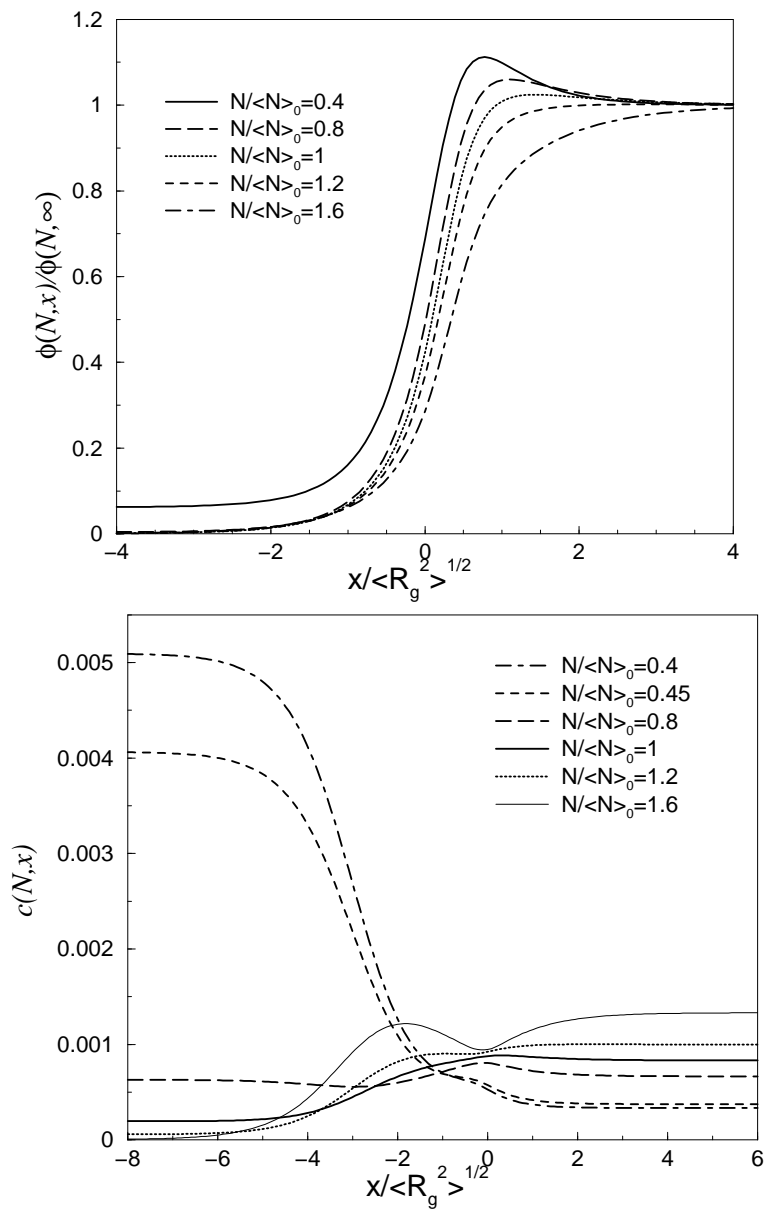 1.2
1
0.8
0.6
0.4
0.2
0
ϕ(N,x)/ϕ(N,∞)
N/<N>₀=0.4
N/<N>₀=0.8
N/<N>₀=1
N/<N>₀=1.2
N/<N>₀=1.6
−4 −2 0 2 4
x/<R_g²>^1/2
0.005
0.004
0.003
0.002
0.001
0
c(N,x)
N/<N>₀=0.4
N/<N>₀=0.45
N/<N>₀=0.8
N/<N>₀=1
N/<N>₀=1.2
N/<N>₀=1.6
−8 −6 −4 −2 0 2 4 6
x/<R_g²>^1/2